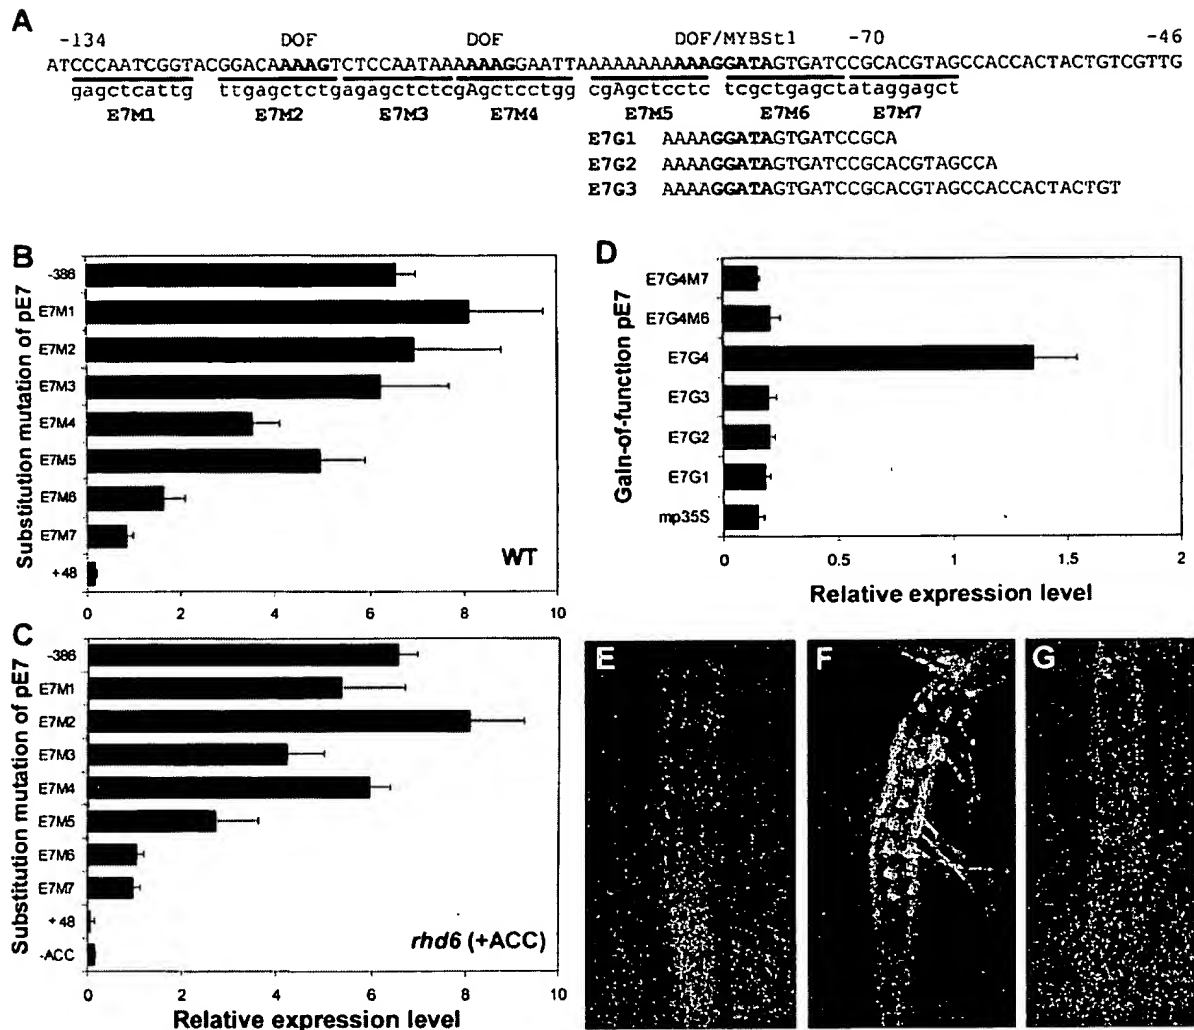 A
-134 DOF DOF DOF/MYBSt1 -70 -46
ATCCCAATCGGTACGGACAAAAGTCTCCAATAAAAAAGGAATTAAAAAAAAAAAAGGATAGTGATCCGCACGTAGCCACCACTACTGTCGTTG
gagctcattg ttgagctctgagagctctcgAgctcctgg cgAgctcctc tcgctgagctataggagct
E7M1 E7M2 E7M3 E7M4 E7M5 E7M6 E7M7
E7G1 AAAAGGATAGTGATCCGCA
E7G2 AAAAGGATAGTGATCCGCACGTAGCCA
E7G3 AAAAGGATAGTGATCCGCACGTAGCCACCACTACTGT
B
Substitution mutation of pE7
-386
E7M1
E7M2
E7M3
E7M4
E7M5
E7M6
E7M7
+48
WT
0 2 4 6 8 10
D
Gain-of-function pE7
E7G4M7
E7G4M6
E7G4
E7G3
E7G2
E7G1
mp35S
0 0.5 1 1.5 2
Relative expression level
C
Substitution mutation of pE7
-386
E7M1
E7M2
E7M3
E7M4
E7M5
E7M6
E7M7
+48
-ACC
rhd6 (+ACC)
0 2 4 6 8 10
Relative expression level
E F G